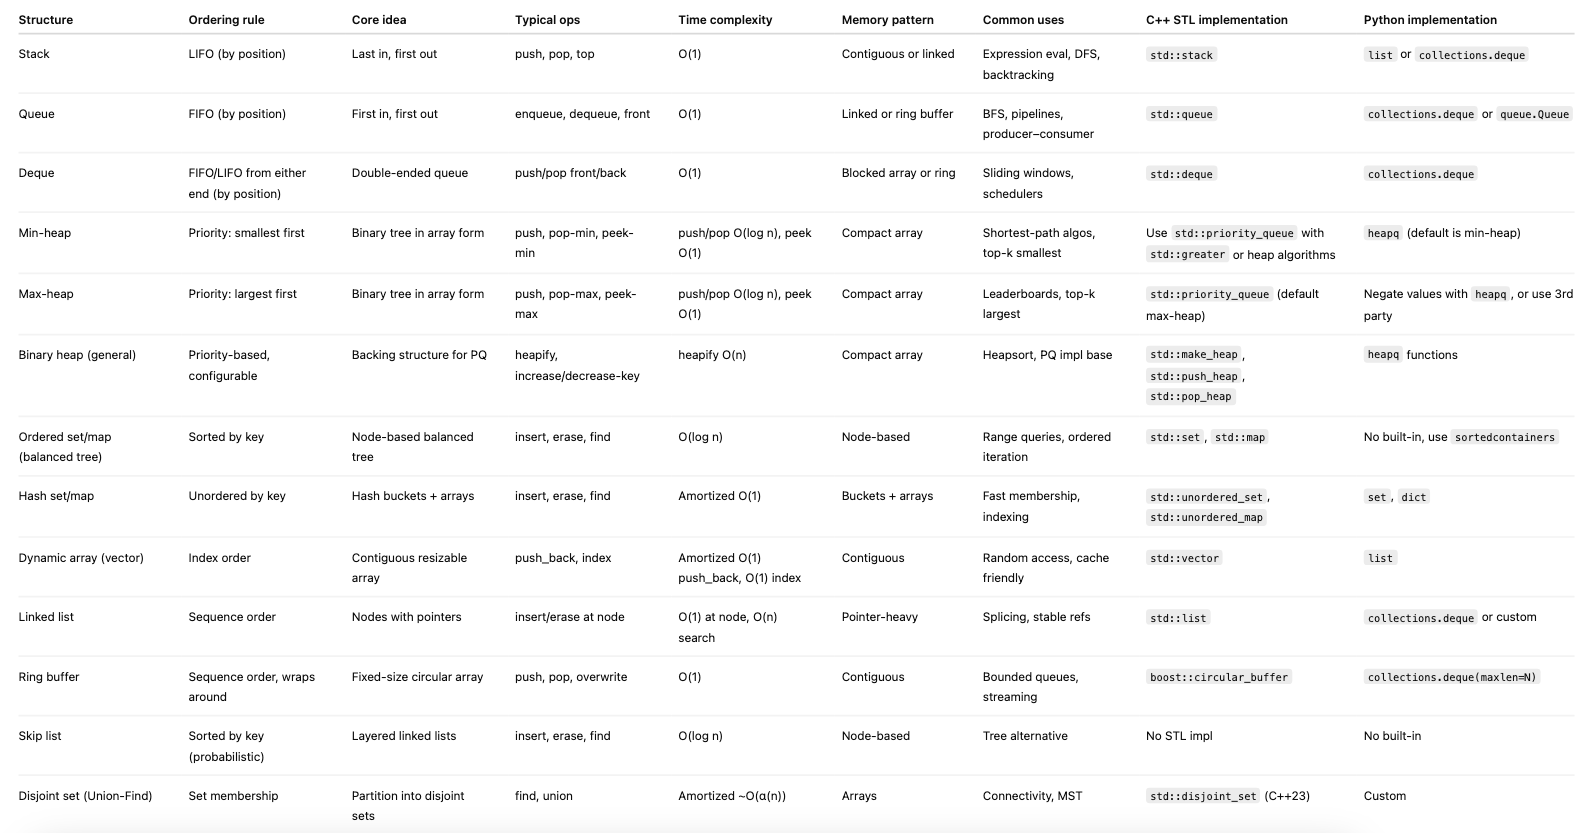 Structure Ordering rule Core idea Typical ops Time complexity Memory pattern Common uses C++ STL implementation Python implementation
Stack LIFO (by position) Last in, first out push, pop, top O(1) Contiguous or linked Expression eval, DFS, std::stack list or collections.deque
backtracking
Queue FIFO (by position) First in, first out enqueue, dequeue, front O(1) Linked or ring buffer BFS, pipelines, std::queue collections.deque or queue.Queue
producer–consumer
Deque FIFO/LIFO from either Double-ended queue push/pop front/back O(1) Blocked array or ring Sliding windows, std::deque collections.deque
end (by position) schedulers
Min-heap Priority: smallest first Binary tree in array form push, pop-min, peek- push/pop O(log n), peek Compact array Shortest-path algos, Use std::priority_queue with heapq (default is min-heap)
min O(1) top-k smallest std::greater or heap algorithms
Max-heap Priority: largest first Binary tree in array form push, pop-max, peek- push/pop O(log n), peek Compact array Leaderboards, top-k std::priority_queue (default Negate values with heapq, or use 3rd
max O(1) largest max-heap) party
Binary heap (general) Priority-based, Backing structure for PQ heapify, heapify O(n) Compact array Heapsort, PQ impl base std::make_heap, heapq functions
configurable increase/decrease-key std::push_heap,
std::pop_heap
Ordered set/map Sorted by key Node-based balanced insert, erase, find O(log n) Node-based Range queries, ordered std::set, std::map No built-in, use sortedcontainers
(balanced tree) tree iteration
Hash set/map Unordered by key Hash buckets + arrays insert, erase, find Amortized O(1) Buckets + arrays Fast membership, std::unordered_set, set, dict
indexing std::unordered_map
Dynamic array (vector) Index order Contiguous resizable push_back, index Amortized O(1) Contiguous Random access, cache std::vector list
array push_back, O(1) index friendly
Linked list Sequence order Nodes with pointers insert/erase at node O(1) at node, O(n) Pointer-heavy Splicing, stable refs std::list collections.deque or custom
search
Ring buffer Sequence order, wraps Fixed-size circular array push, pop, overwrite O(1) Contiguous Bounded queues, boost::circular_buffer collections.deque(maxlen=N)
around streaming
Skip list Sorted by key Layered linked lists insert, erase, find O(log n) Node-based Tree alternative No STL impl No built-in
(probabilistic)
Disjoint set (Union-Find) Set membership Partition into disjoint find, union Amortized ~O(α(n)) Arrays Connectivity, MST std::disjoint_set (C++23) Custom
sets